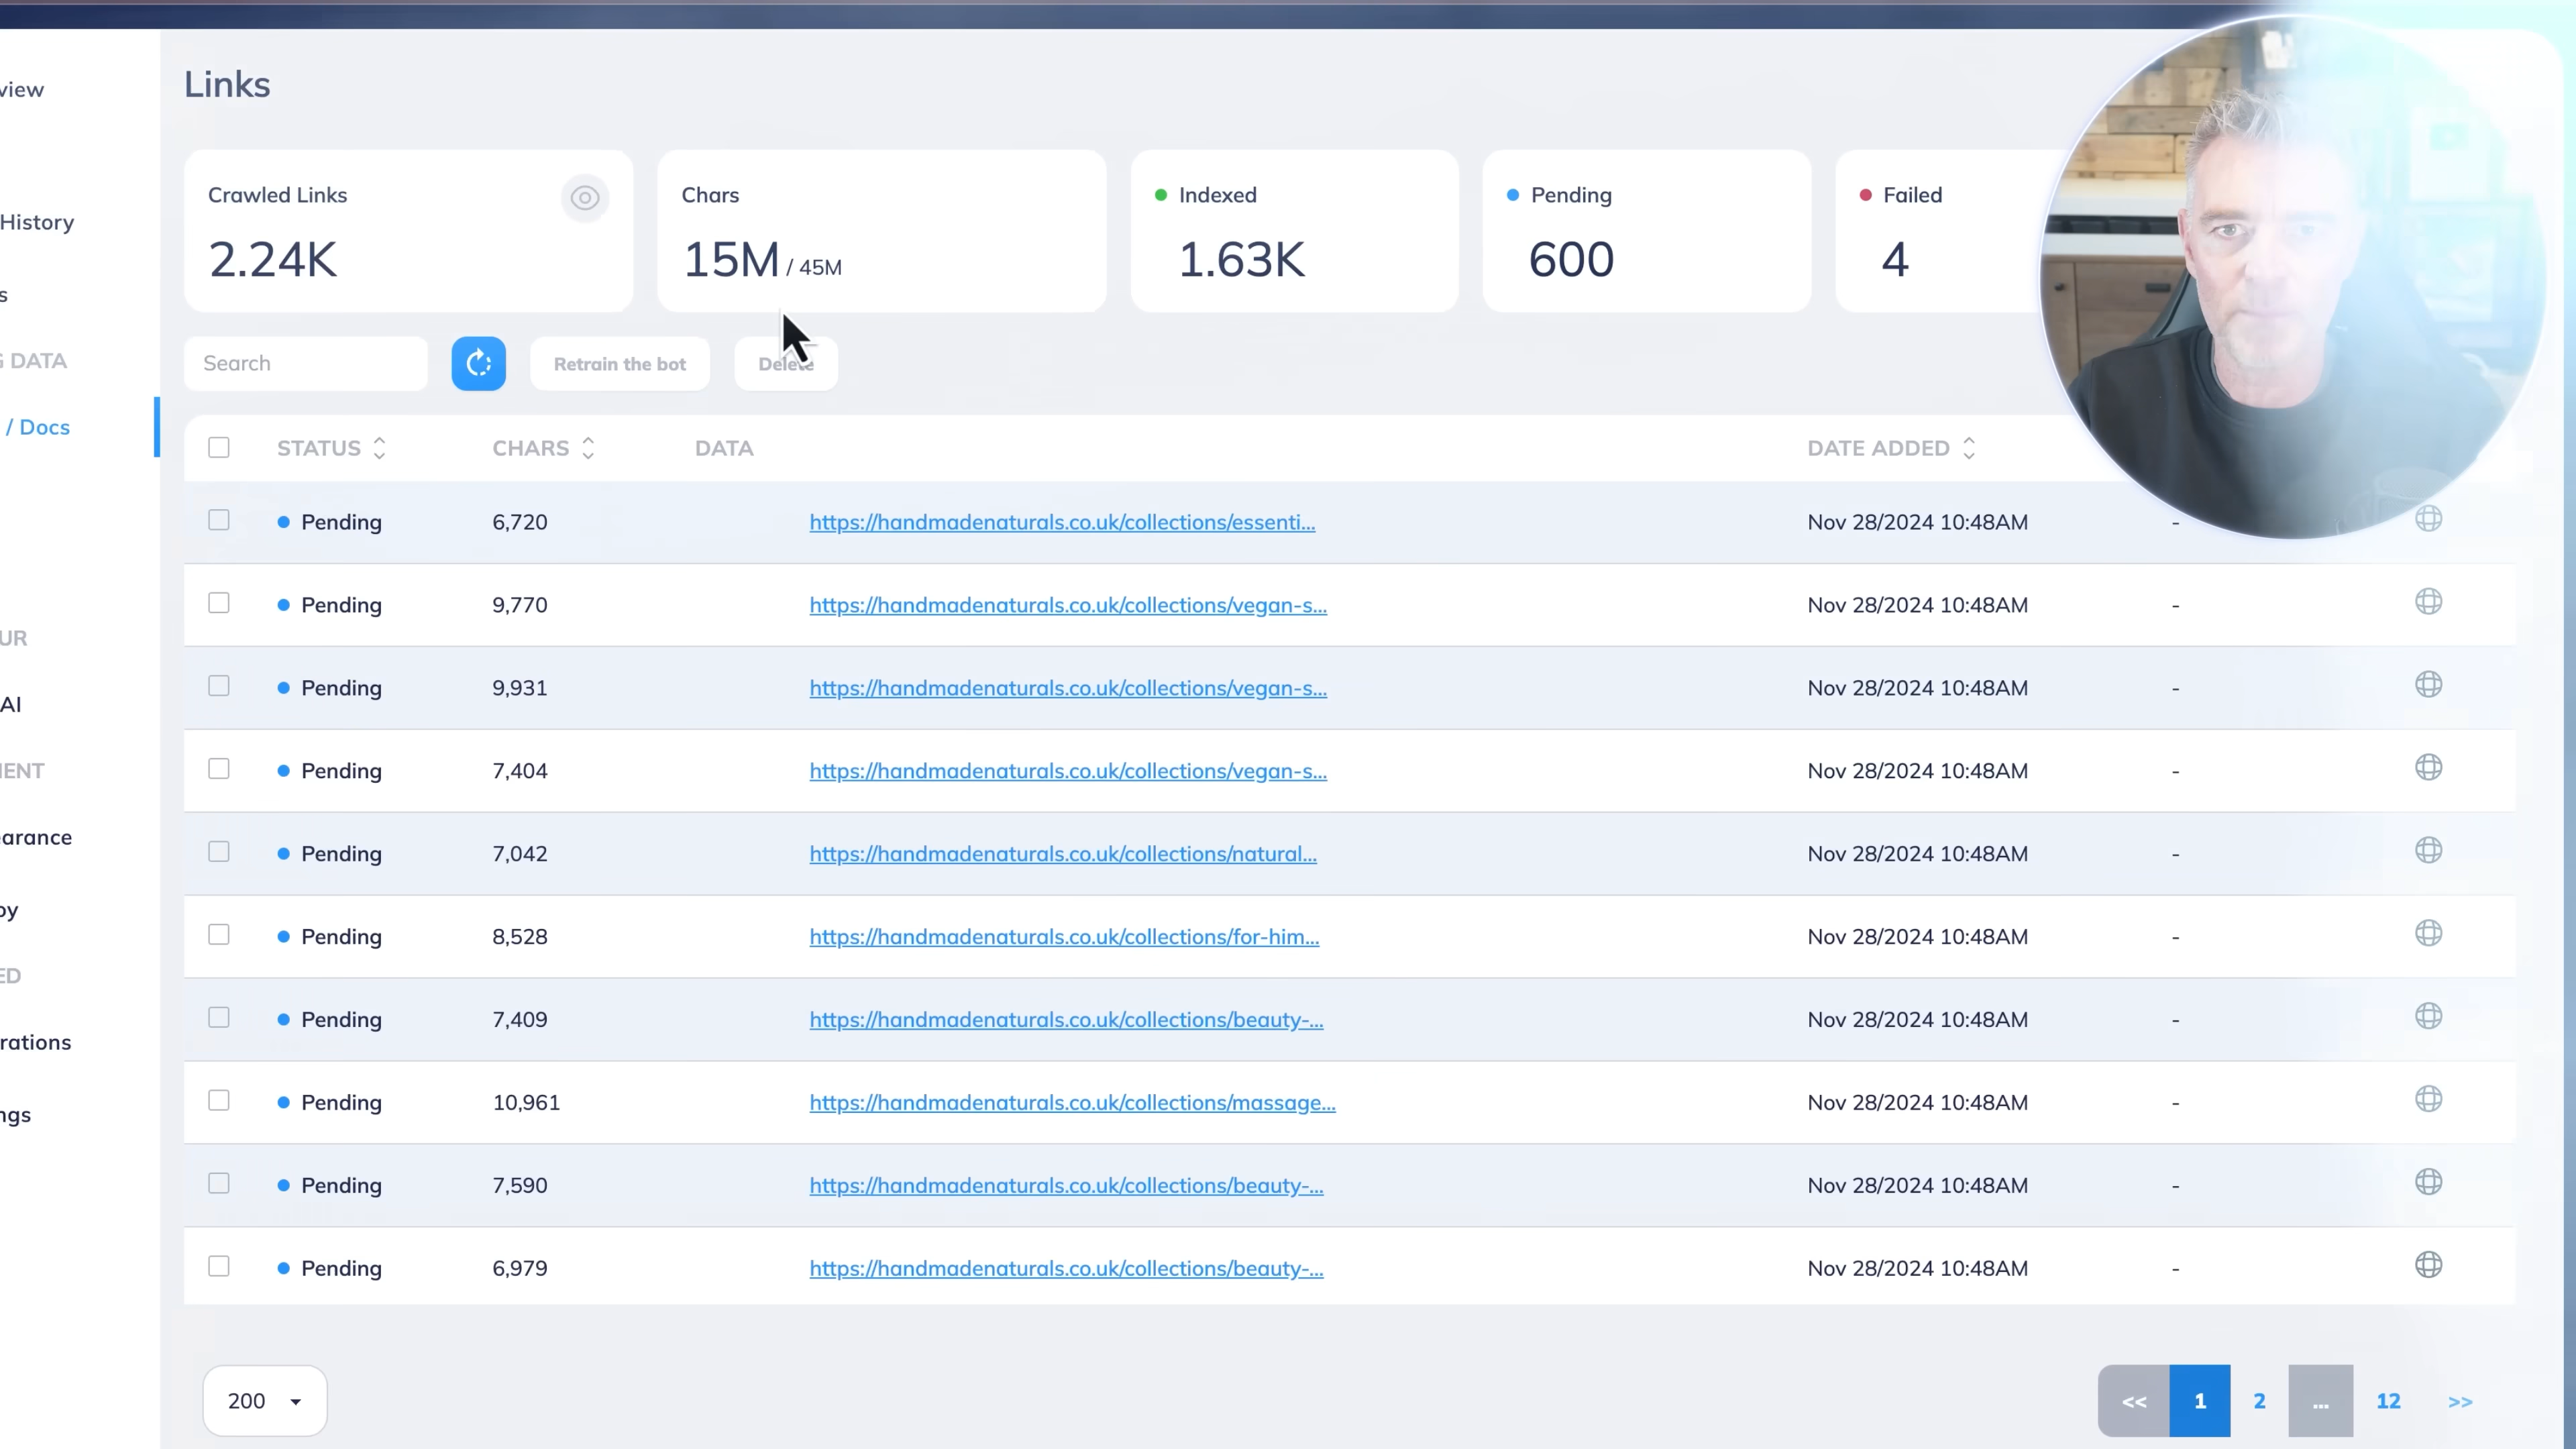 Links
view
History
s
G DATA
/ Docs
UR
AI
MENT
earance
by
ED
rations
ngs
Crawled Links
2.24K
Chars
15M / 45M
Indexed
1.63K
Pending
600
Failed
4
Search
Retrain the bot
Delete
STATUS CHARS DATA DATE ADDED
Pending 6,720 https://handmadenaturals.co.uk/collections/essenti... Nov 28/2024 10:48AM -
Pending 9,770 https://handmadenaturals.co.uk/collections/vegan-s... Nov 28/2024 10:48AM -
Pending 9,931 https://handmadenaturals.co.uk/collections/vegan-s... Nov 28/2024 10:48AM -
Pending 7,404 https://handmadenaturals.co.uk/collections/vegan-s... Nov 28/2024 10:48AM -
Pending 7,042 https://handmadenaturals.co.uk/collections/natural... Nov 28/2024 10:48AM -
Pending 8,528 https://handmadenaturals.co.uk/collections/for-him... Nov 28/2024 10:48AM -
Pending 7,409 https://handmadenaturals.co.uk/collections/beauty-... Nov 28/2024 10:48AM -
Pending 10,961 https://handmadenaturals.co.uk/collections/massage... Nov 28/2024 10:48AM -
Pending 7,590 https://handmadenaturals.co.uk/collections/beauty-... Nov 28/2024 10:48AM -
Pending 6,979 https://handmadenaturals.co.uk/collections/beauty-... Nov 28/2024 10:48AM -
200
<< 1 2 ... 12 >>